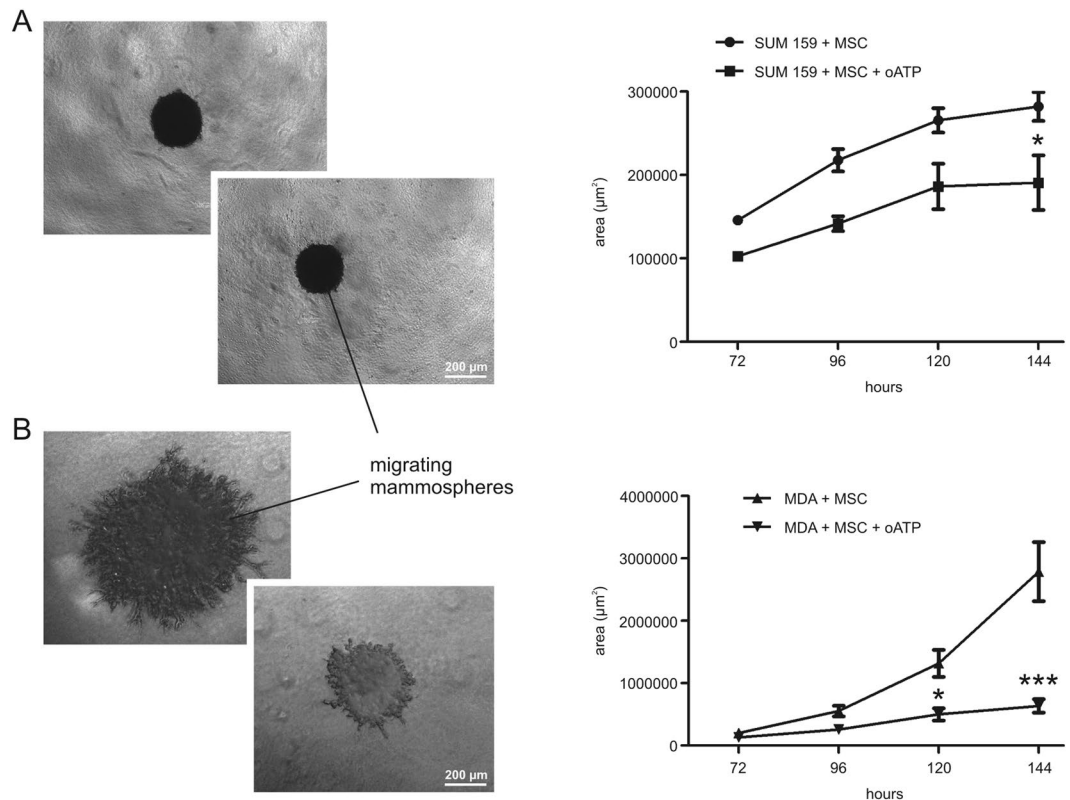 A
SUM 159 + MSC
SUM 159 + MSC + oATP
300000
200000
100000
0
area (µm²)
*
72 96 120 144
hours
200 µm
B
migrating
mammospheres
200 µm
MDA + MSC
MDA + MSC + oATP
4000000
3000000
2000000
1000000
0
area (µm²)
*
***
72 96 120 144
hours